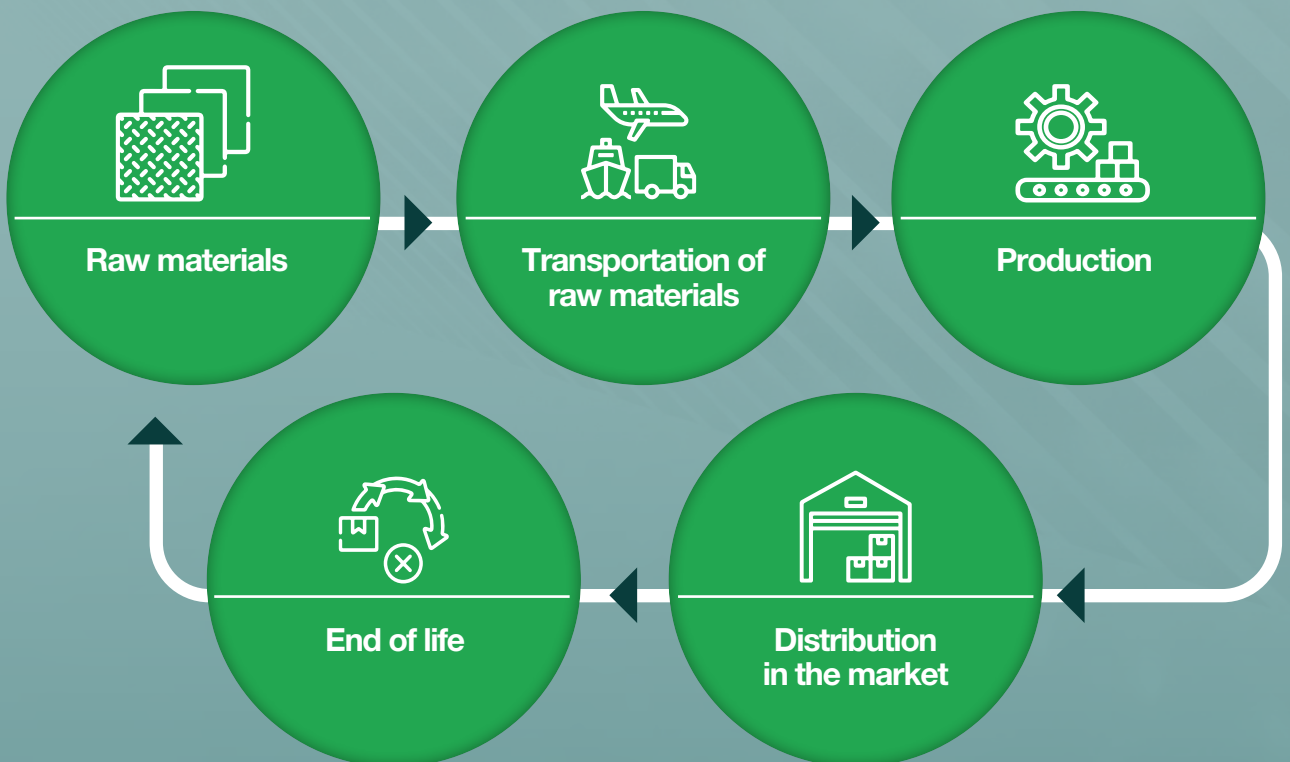 Raw materials
Transportation of
raw materials
Production
End of life
Distribution
in the market